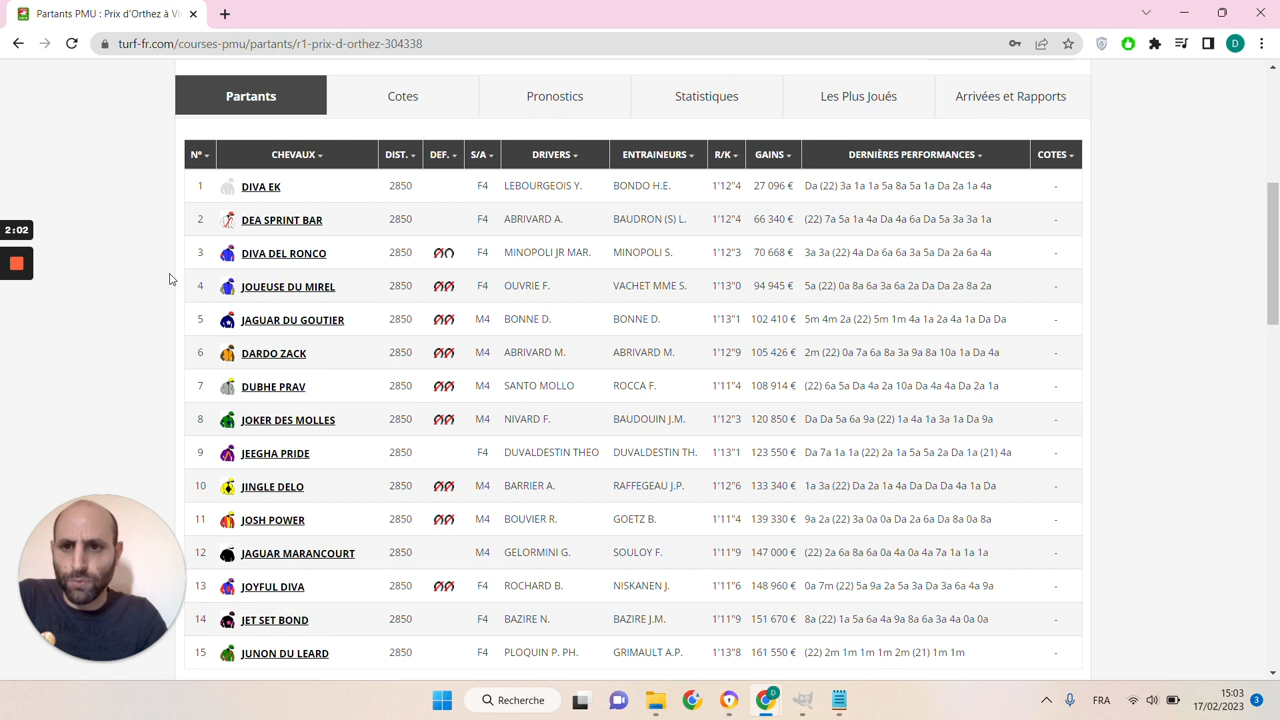 Partants PMU : Prix d'Orthez à Vi
turf-fr.com/courses-pmu/partants/r1-prix-d-orthez-304338
D
Partants Cotes Pronostics Statistiques Les Plus Joués Arrivées et Rapports
N° CHEVAUX DIST. DEF. S/A DRIVERS ENTRAINEURS R/K GAINS DERNIÈRES PERFORMANCES COTES
1 DIVA EK 2850 F4 LEBOURGEOIS Y. BONDO H.E. 1'12"4 27 096 € Da (22) 3a 1a 1a 5a 8a 5a 1a Da 2a 1a 4a -
2 DEA SPRINT BAR 2850 F4 ABRIVARD A. BAUDRON (S) L. 1'12"4 66 340 € (22) 7a 5a 1a 4a Da 4a 6a Da 5a 3a 3a 1a -
2:02
3 DIVA DEL RONCO 2850 F4 MINOPOLI JR MAR. MINOPOLI S. 1'12"3 70 668 € 3a 3a (22) 4a Da 6a 6a 3a 5a Da 2a 6a 4a -
4 JOUEUSE DU MIREL 2850 F4 OUVRIE F. VACHET MME S. 1'13"0 94 945 € 5a (22) 0a 8a 6a 3a 6a 2a Da Da 2a 8a 2a -
5 JAGUAR DU GOUTIER 2850 M4 BONNE D. BONNE D. 1'13"1 102 410 € 5m 4m 2a (22) 5m 1m 4a 1a 2a 4a 1a Da Da -
6 DARDO ZACK 2850 M4 ABRIVARD M. ABRIVARD M. 1'12"9 105 426 € 2m (22) 0a 7a 6a 8a 3a 9a 8a 10a 1a Da 4a -
7 DUBHE PRAV 2850 M4 SANTO MOLLO ROCCA F. 1'11"4 108 914 € (22) 6a 5a Da 4a 2a 10a Da 4a 4a Da 2a 1a -
8 JOKER DES MOLLES 2850 M4 NIVARD F. BAUDOUIN J.M. 1'12"3 120 850 € Da Da 5a 6a 9a (22) 1a 4a 1a 3a 1a Da 9a -
9 JEEGHA PRIDE 2850 F4 DUVALDESTIN THEO DUVALDESTIN TH. 1'13"1 123 550 € Da 7a 1a 1a (22) 2a 1a 5a 5a 2a Da 1a (21) 4a -
10 JINGLE DELO 2850 M4 BARRIER A. RAFFEGEAU J.P. 1'12"6 133 340 € 1a 3a (22) Da 2a 1a 4a Da Da Da 4a 1a Da -
11 JOSH POWER 2850 M4 BOUVIER R. GOETZ B. 1'11"4 139 330 € 9a 2a (22) 3a 0a 0a Da 2a 6a Da 8a 0a 8a -
12 JAGUAR MARANCOURT 2850 M4 GELORMINI G. SOULOY F. 1'11"9 147 000 € (22) 2a 6a 8a 6a 0a 4a 0a 4a 7a 1a 1a 1a -
13 JOYFUL DIVA 2850 F4 ROCHARD B. NISKANEN J. 1'11"6 148 960 € 0a 7m (22) 5a 9a 2a 5a 3a Da 3a 6a 4a 9a -
14 JET SET BOND 2850 F4 BAZIRE N. BAZIRE J.M. 1'11"9 151 670 € 8a (22) 1a 5a 6a 4a 9a 8a 6a 3a 4a 0a 0a -
15 JUNON DU LEARD 2850 F4 PLOQUIN P. PH. GRIMAULT A.P. 1'13"8 161 550 € (22) 2m 1m 1m 1m 2m (21) 1m 1m -
Recherche D FRA 15:03
17/02/2023 3